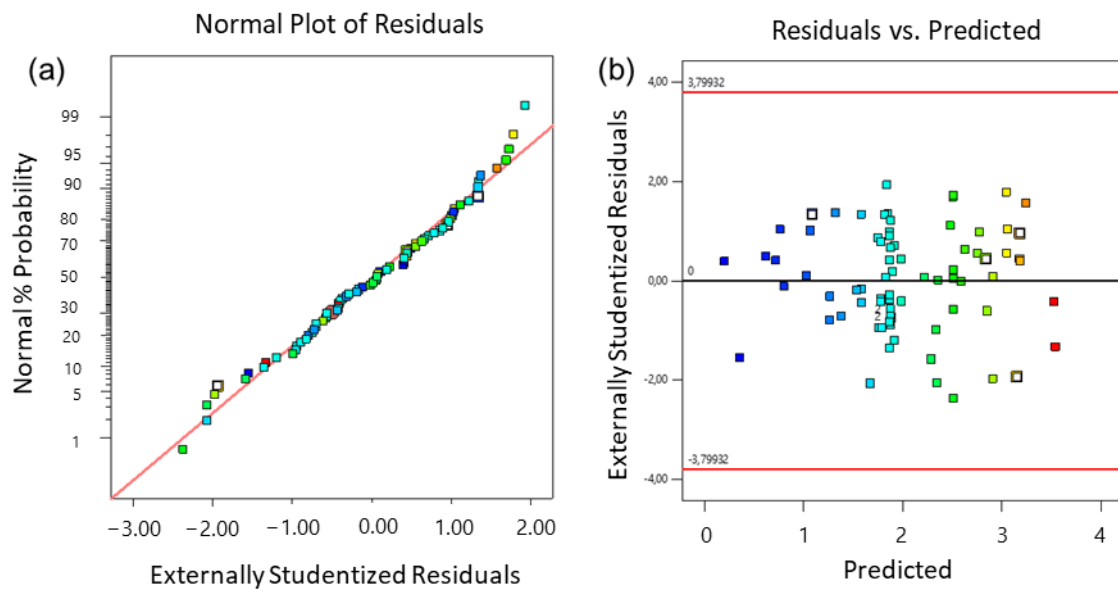 Normal Plot of Residuals
(a)
Normal % Probability
99
95
90
80
70
50
30
20
10
5
1
−3.00 −2.00 −1.00 0.00 1.00 2.00
Externally Studentized Residuals
Residuals vs. Predicted
(b)
Externally Studentized Residuals
4,00
3,79932
2,00
0
0,00
2
2
-2,00
-3,79932
-4,00
0 1 2 3 4
Predicted